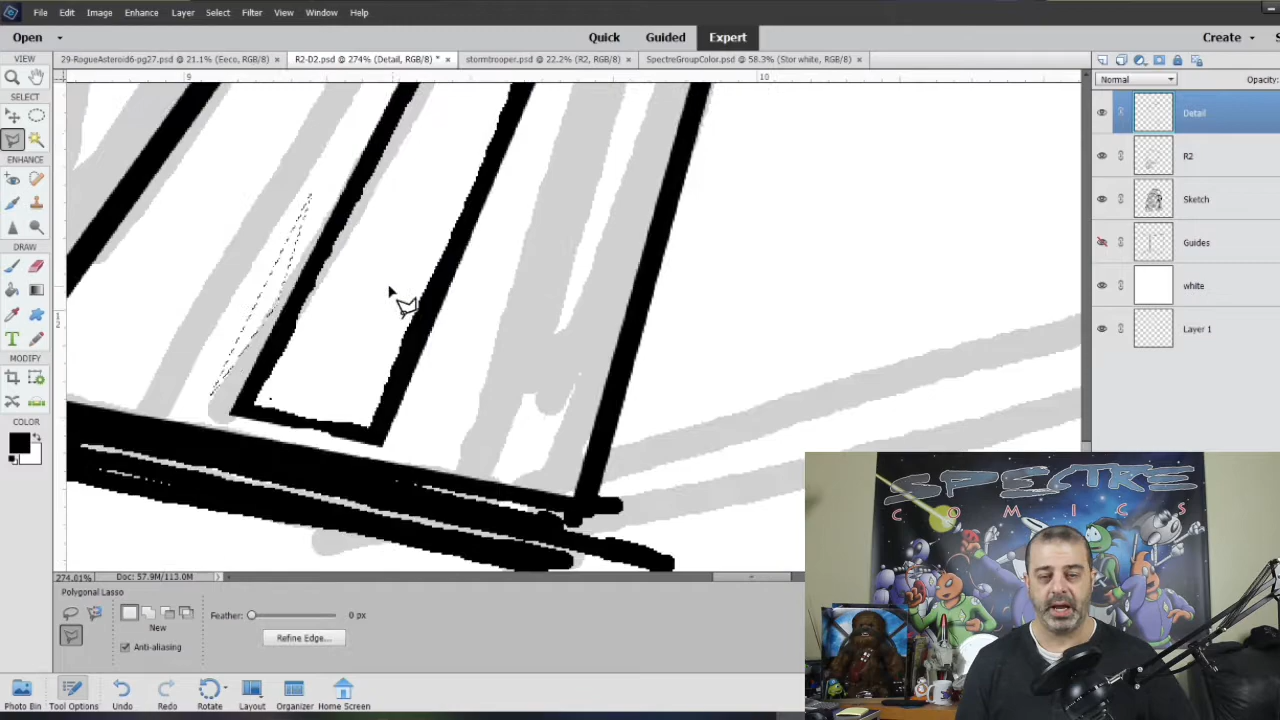 File Edit Image Enhance Layer Select Filter View Window Help
Open Quick Guided Expert Create
VIEW 29-RogueAsteroid6-pg27.psd @ 21.1% (Eeco, RGB/8) × R2-D2.psd @ 274% (Detail, RGB/8) * × stormtrooper.psd @ 22.2% (R2, RGB/8) × SpectreGroupColor.psd @ 58.3% (Stor white, RGB/8) ×
9 10
Normal Opacity:
SELECT
Detail
ENHANCE
R2
Sketch
DRAW
Guides
white
T
Layer 1
MODIFY
COLOR
SPECTRE
COMICS
274.01% Doc: 57.9M/113.0M
Polygonal Lasso
Feather: 0 px
New
Refine Edge...
Anti-aliasing
Photo Bin Tool Options Undo Redo Rotate Layout Organizer Home Screen